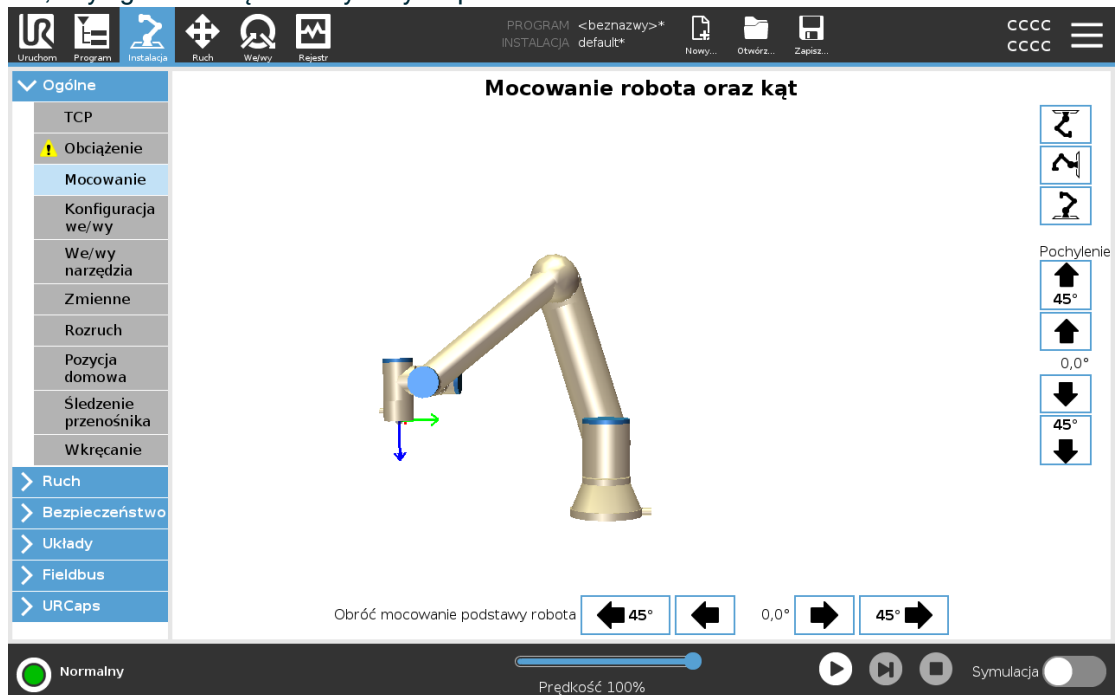 PROGRAM <beznazwy>*
INSTALACJA default*
CCCC
CCCC
UR
Uruchom Program Instalacja Ruch We/wy Rejestr Nowy... Otwórz... Zapisz...
Ogólne
TCP
Obciążenie
Mocowanie
Konfiguracja
we/wy
We/wy
narzędzia
Zmienne
Rozruch
Pozycja
domowa
Śledzenie
przenośnika
Wkręcanie
Ruch
Bezpieczeństwo
Układy
Fieldbus
URCaps
Mocowanie robota oraz kąt
Pochylenie
45°
0,0°
45°
Obróć mocowanie podstawy robota 45° 0,0° 45°
Normalny
Prędkość 100%
Symulacja